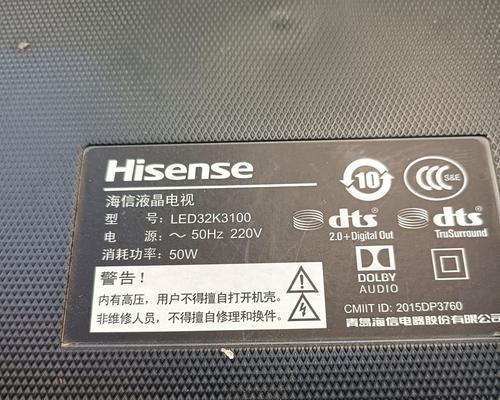 Hisense
海信液晶电视
型 号: LED32K3100
电 源: ～ 50Hz 220V
消耗功率: 50W
警告!
内有高压，用户不得擅自打开机壳。
非维修人员，不得擅自修理和换件。
10
CCC S&E
dts
2.0+Digital Out
dts
TruSurround
DOLBY
AUDIO
CMIIT ID: 2015DP3760
青岛海信电器股份有限公司